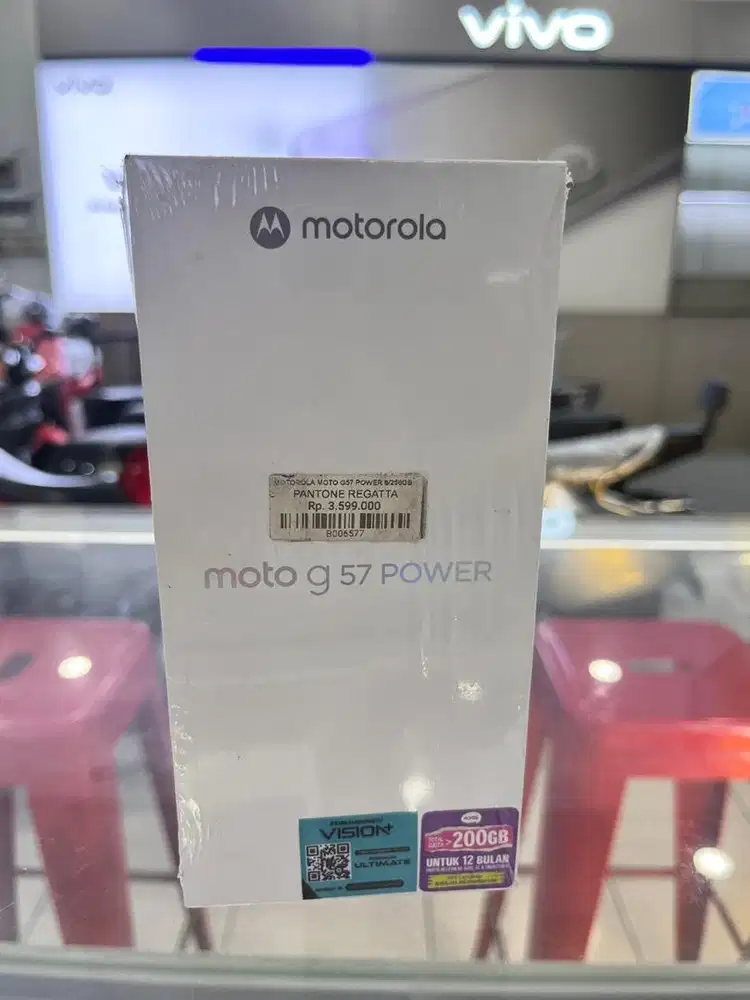 vivo
motorola
MOTOROLA MOTO G57 POWER 8/256GB
PANTONE REGATTA
Rp. 3.599.000
B006577
moto g 57 POWER
VISION+
ULTIMATE
200GB
UNTUK 12 BULAN